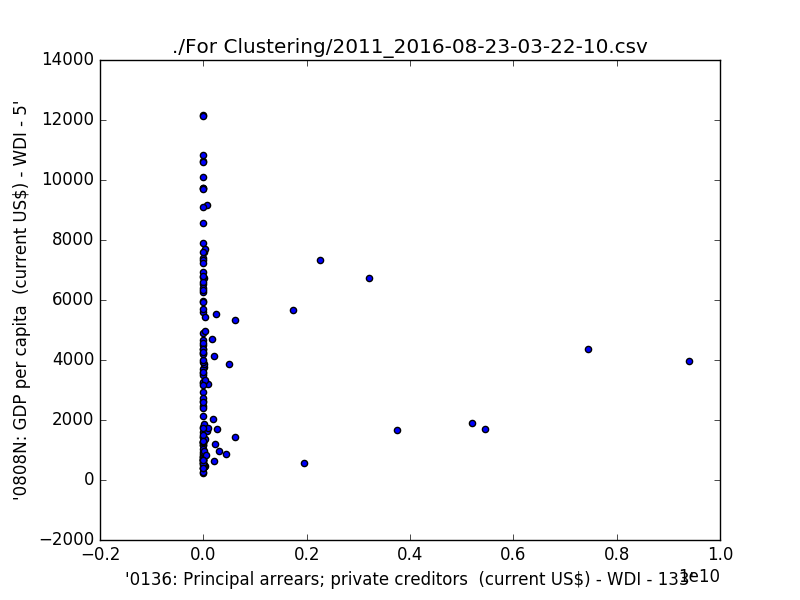 ./For Clustering/2011_2016-08-23-03-22-10.csv
14000
12000
10000
8000
6000
4000
2000
0
−2000
'0808N: GDP per capita  (current US$) - WDI - 5'
−0.2 0.0 0.2 0.4 0.6 0.8 1.0
1e10
'0136: Principal arrears; private creditors  (current US$) - WDI - 133'